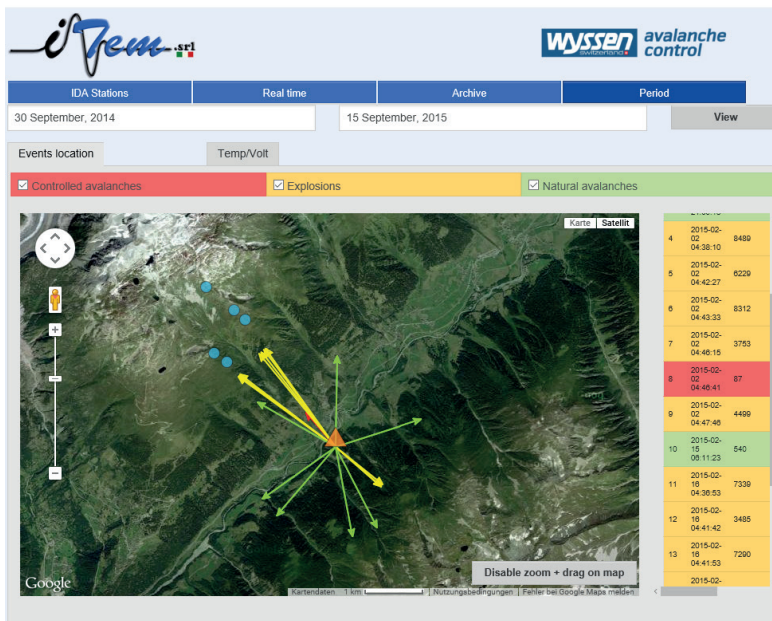 iTem.srl
wyssen avalanche control
switzerland
IDA Stations Real time Archive Period
30 September, 2014 15 September, 2015 View
Events location Temp/Volt
Controlled avalanches Explosions Natural avalanches
Karte Satellit
4 2015-02-02 04:38:10 8489
5 2015-02-02 04:42:27 6229
6 2015-02-02 04:43:33 8312
7 2015-02-02 04:46:15 3753
8 2015-02-02 04:46:41 87
9 2015-02-02 04:47:46 4499
10 2015-02-15 06:11:23 540
11 2015-02-16 04:36:53 7339
12 2015-02-16 04:41:42 3485
13 2015-02-16 04:41:53 7290
2015-02-
Disable zoom + drag on map
Google
Kartendaten 1 km Nutzungsbedingungen Fehler bei Google Maps melden